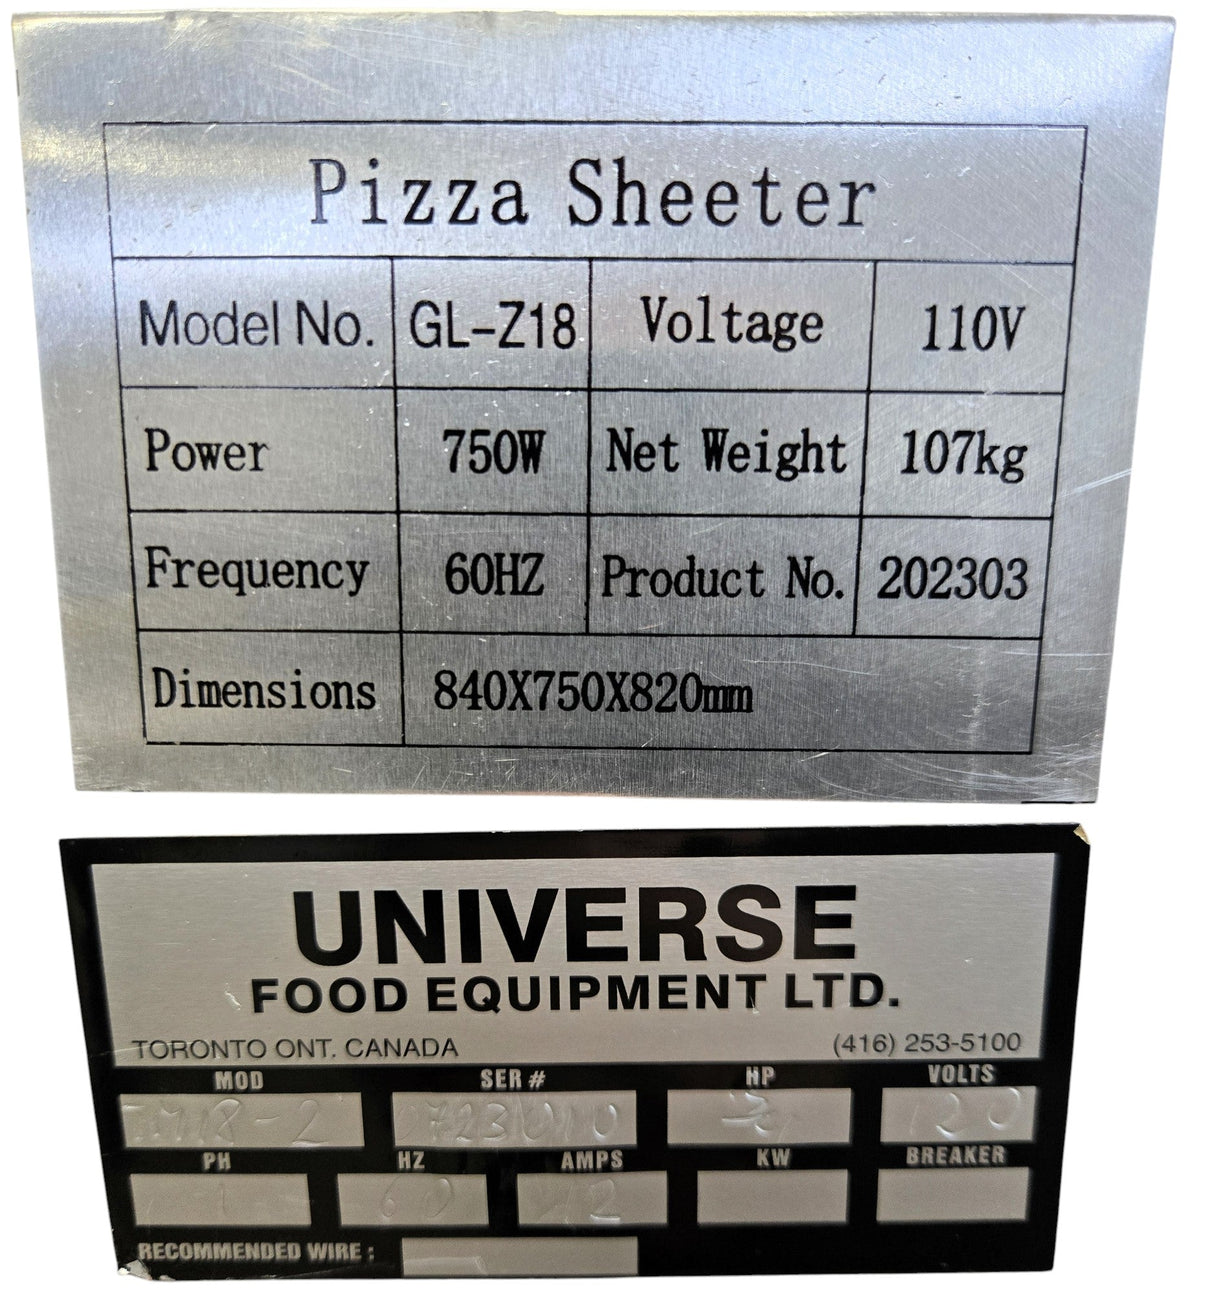 Pizza Sheeter
Model No. GL-Z18 Voltage 110V
Power 750W Net Weight 107kg
Frequency 60HZ Product No. 202303
Dimensions 840X750X820mm
UNIVERSE
FOOD EQUIPMENT LTD.
TORONTO ONT. CANADA (416) 253-5100
MOD SER # HP VOLTS
120
PH HZ AMPS KW BREAKER
1 60 12
RECOMMENDED WIRE :